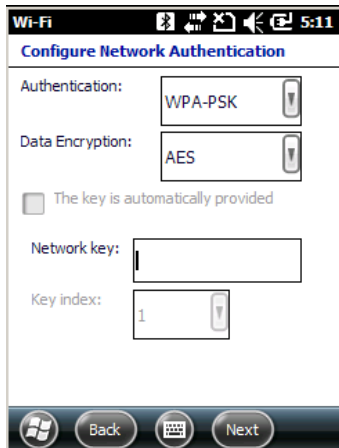 Wi-Fi 5:11
Configure Network Authentication
Authentication:
WPA-PSK
Data Encryption:
AES
The key is automatically provided
Network key:
Key index:
1
Back Next